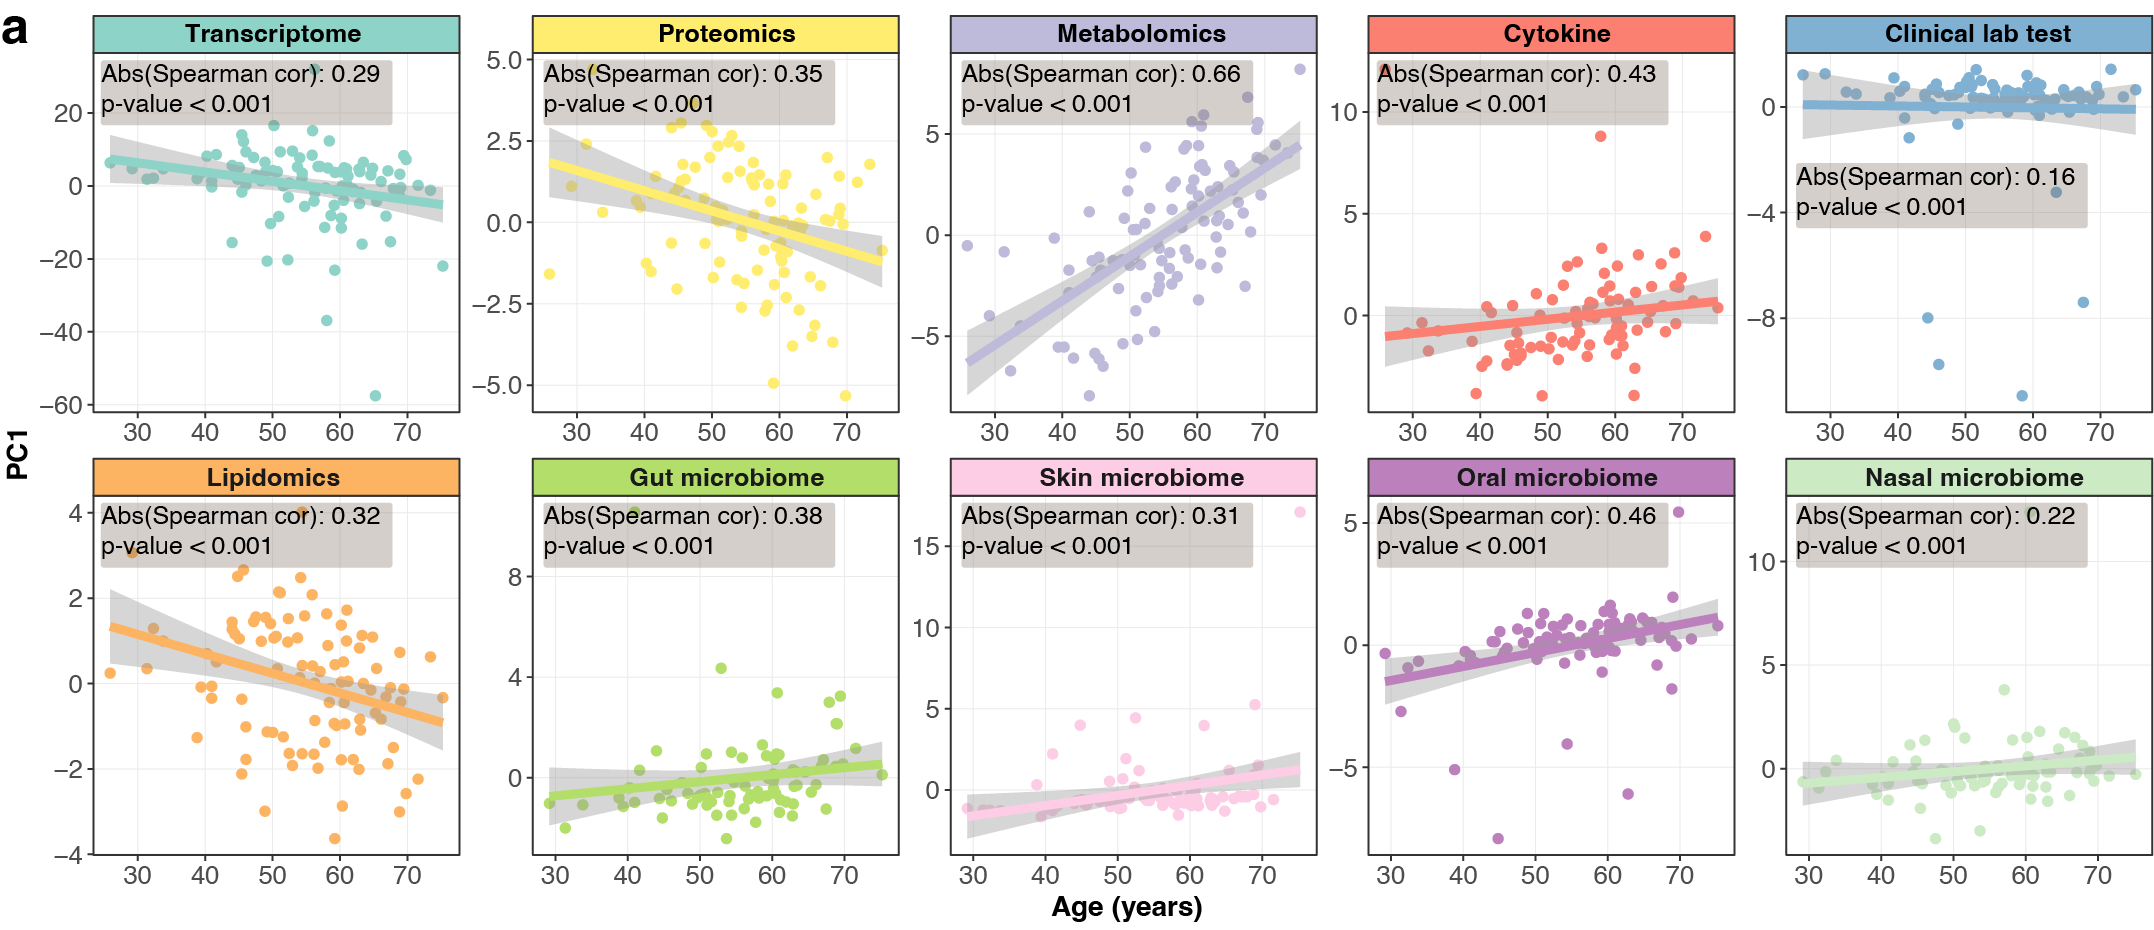 a
Transcriptome
Abs(Spearman cor): 0.29
p-value < 0.001
20
0
−20
−40
−60
30 40 50 60 70
Proteomics
Abs(Spearman cor): 0.35
p-value < 0.001
5.0
2.5
0.0
−2.5
−5.0
30 40 50 60 70
Metabolomics
Abs(Spearman cor): 0.66
p-value < 0.001
5
0
−5
30 40 50 60 70
Cytokine
Abs(Spearman cor): 0.43
p-value < 0.001
10
5
0
30 40 50 60 70
Clinical lab test
0
Abs(Spearman cor): 0.16
p-value < 0.001
−4
−8
30 40 50 60 70
PC1
Lipidomics
Abs(Spearman cor): 0.32
p-value < 0.001
4
2
0
−2
−4
30 40 50 60 70
Gut microbiome
Abs(Spearman cor): 0.38
p-value < 0.001
8
4
0
30 40 50 60 70
Skin microbiome
Abs(Spearman cor): 0.31
p-value < 0.001
15
10
5
0
30 40 50 60 70
Oral microbiome
Abs(Spearman cor): 0.46
p-value < 0.001
5
0
−5
30 40 50 60 70
Nasal microbiome
Abs(Spearman cor): 0.22
p-value < 0.001
10
5
0
30 40 50 60 70
Age (years)